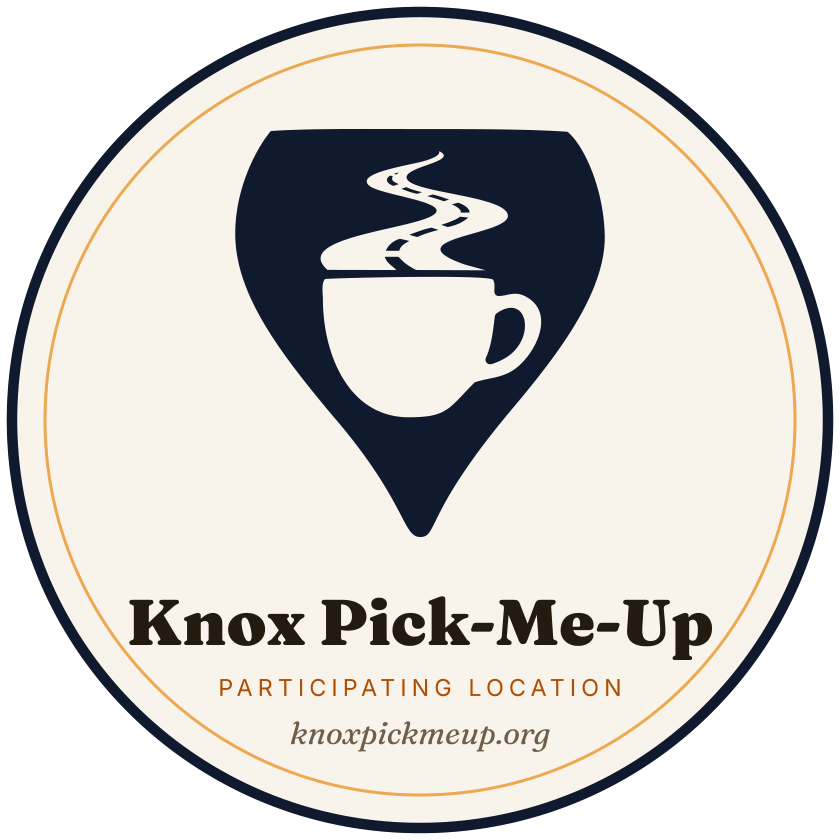 Knox Pick-Me-Up
PARTICIPATING LOCATION
knoxpickmeup.org